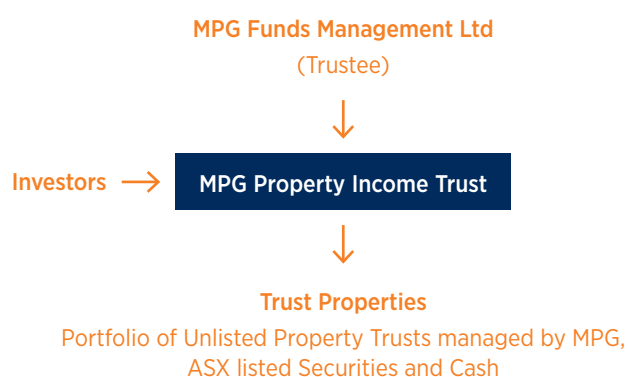 MPG Funds Management Ltd
(Trustee)
Investors
MPG Property Income Trust
Trust Properties
Portfolio of Unlisted Property Trusts managed by MPG,
ASX listed Securities and Cash